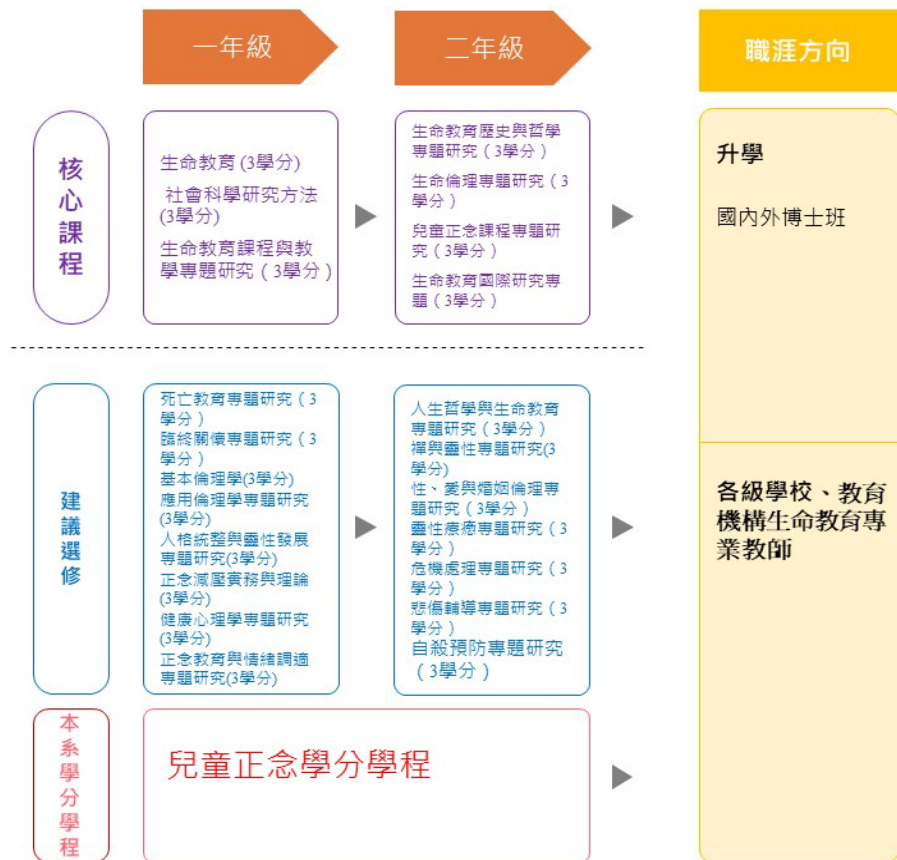 一年級
二年級
職涯方向
核心課程
生命教育 (3學分)
社會科學研究方法
(3學分)
生命教育課程與教
學專題研究（3學分）
生命教育歷史與哲學
專題研究（3學分）
生命倫理專題研究（3
學分）
兒童正念課程專題研
究（3學分）
生命教育國際研究專
題（3學分）
升學
國內外博士班
建議選修
死亡教育專題研究（3
學分）
臨終關懷專題研究（3
學分）
基本倫理學(3學分)
應用倫理學專題研究
(3學分)
人格統整與靈性發展
專題研究(3學分)
正念減壓實務與理論
(3學分)
健康心理學專題研究
(3學分)
正念教育與情緒調適
專題研究(3學分)
人生哲學與生命教育
專題研究（3學分）
禪與靈性專題研究(3
學分)
性、愛與婚姻倫理專
題研究（3學分）
靈性療癒專題研究（3
學分）
危機處理專題研究（3
學分）
悲傷輔導專題研究（3
學分）
自殺預防專題研究
（3學分）
各級學校、教育
機構生命教育專
業教師
本系學分學程
兒童正念學分學程